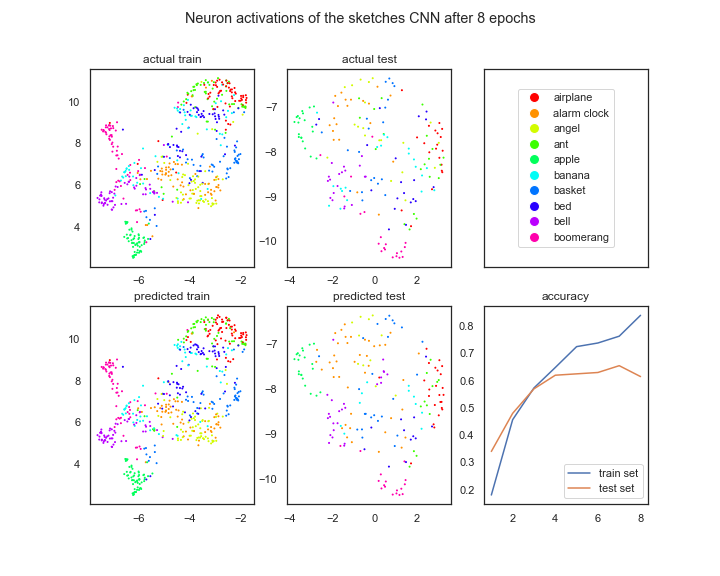 Neuron activations of the sketches CNN after 8 epochs
actual train
actual test
10
8
6
4
−6
−4
−2
−7
−8
−9
−10
−4
−2
0
2
airplane
alarm clock
angel
ant
apple
banana
basket
bed
bell
boomerang
predicted train
predicted test
accuracy
10
8
6
4
−6
−4
−2
−7
−8
−9
−10
−4
−2
0
2
0.8
0.7
0.6
0.5
0.4
0.3
0.2
2
4
6
8
train set
test set